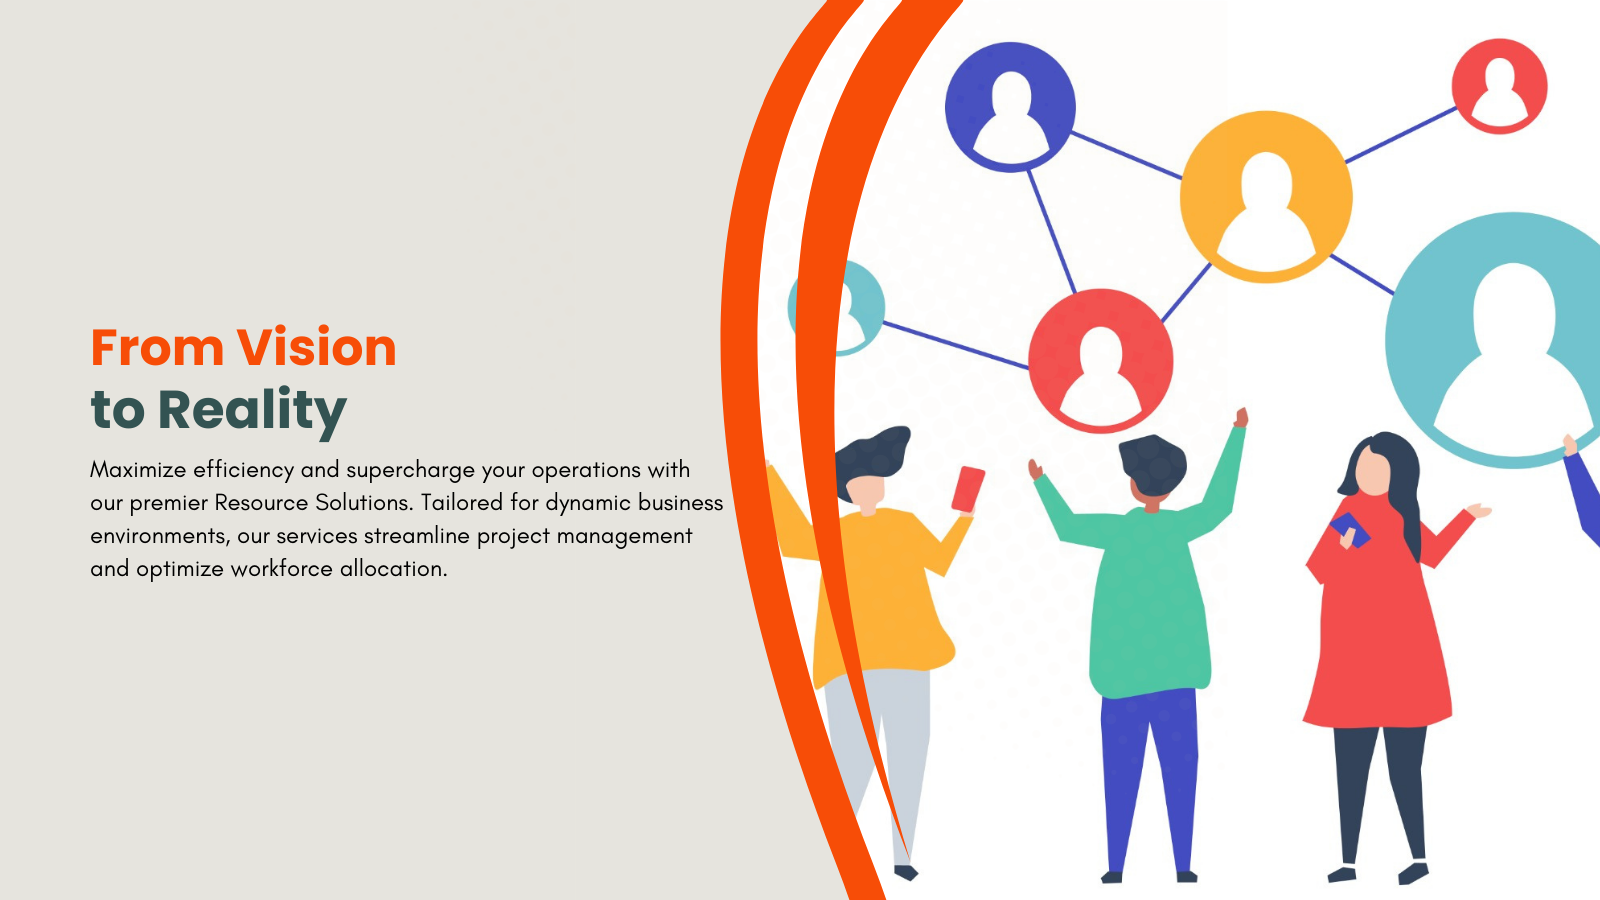 From Vision
to Reality
Maximize efficiency and supercharge your operations with
our premier Resource Solutions. Tailored for dynamic business
environments, our services streamline project management
and optimize workforce allocation.